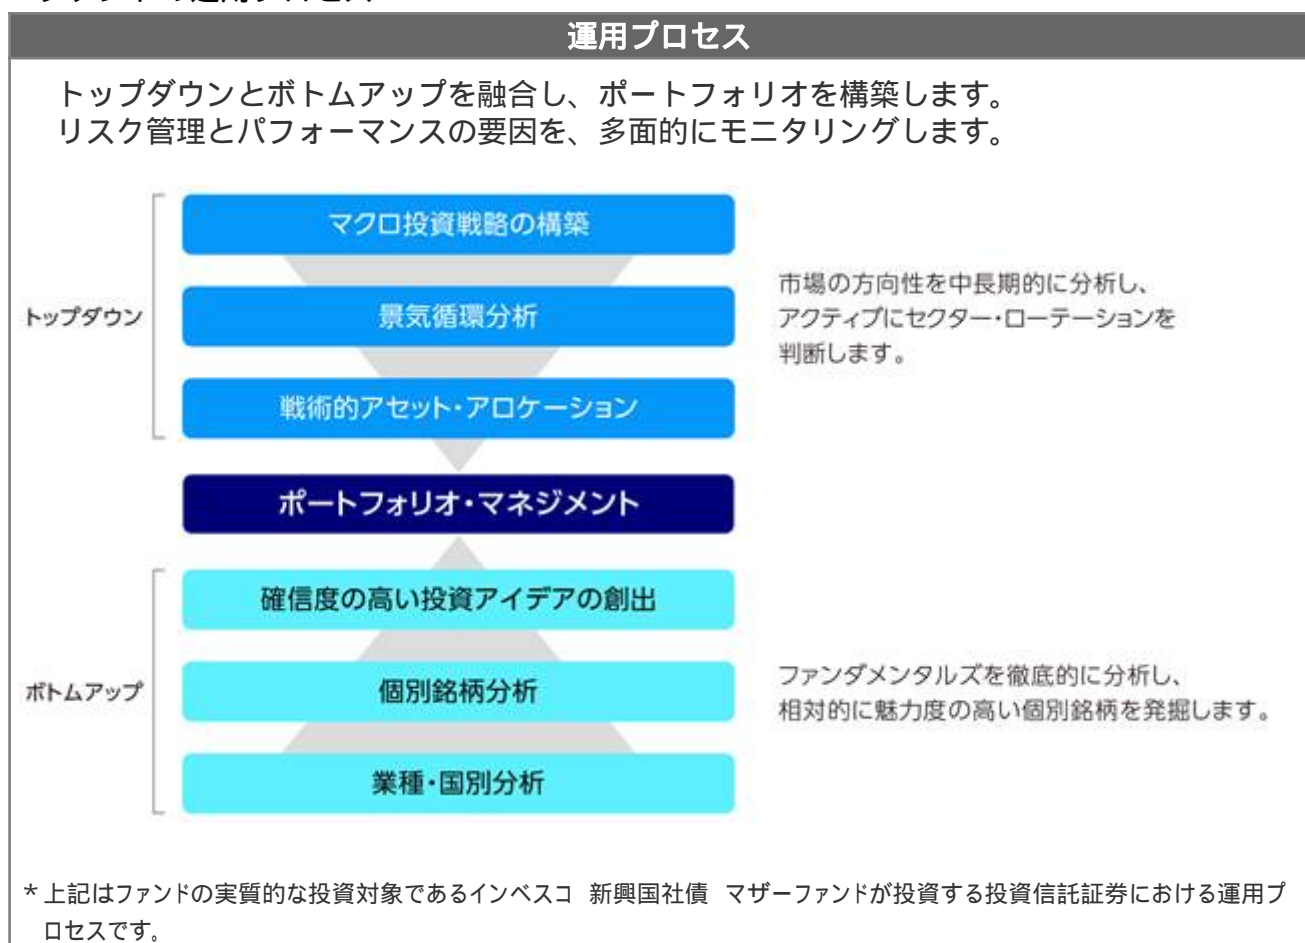 運用プロセス
トップダウンとボトムアップを融合し、ポートフォリオを構築します。
リスク管理とパフォーマンスの要因を、多面的にモニタリングします。
トップダウン
マクロ投資戦略の構築
景気循環分析
戦術的アセット・アロケーション
市場の方向性を中長期的に分析し、
アクティブにセクター・ローテーションを
判断します。
ポートフォリオ・マネジメント
ボトムアップ
確信度の高い投資アイデアの創出
個別銘柄分析
業種・国別分析
ファンダメンタルズを徹底的に分析し、
相対的に魅力度の高い個別銘柄を発掘します。
* 上記はファンドの実質的な投資対象であるインベスコ 新興国社債 マザーファンドが投資する投資信託証券における運用プ
ロセスです。